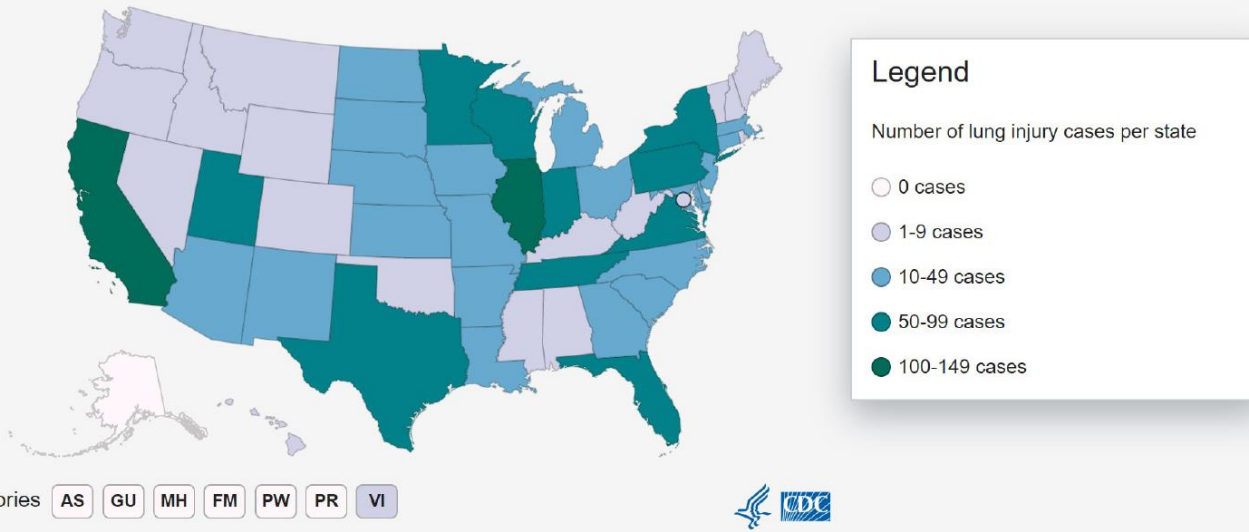 Legend
Number of lung injury cases per state
0 cases
1-9 cases
10-49 cases
50-99 cases
100-149 cases
ories AS GU MH FM PW PR VI
CDC